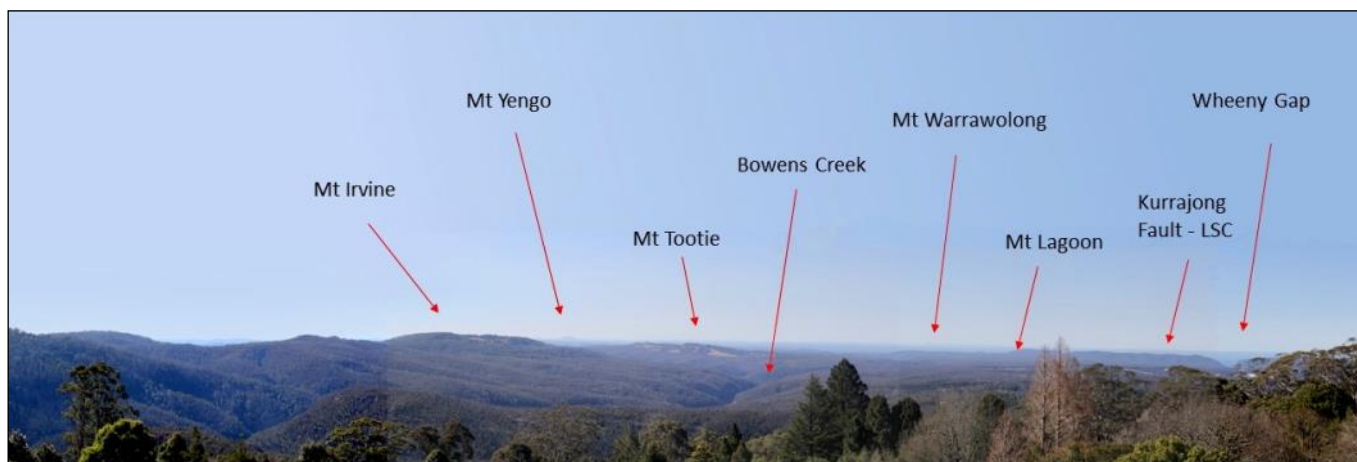 Mt Irvine
Mt Yengo
Mt Tootie
Bowens Creek
Mt Warrawolong
Mt Lagoon
Kurrajong
Fault - LSC
Wheeny Gap